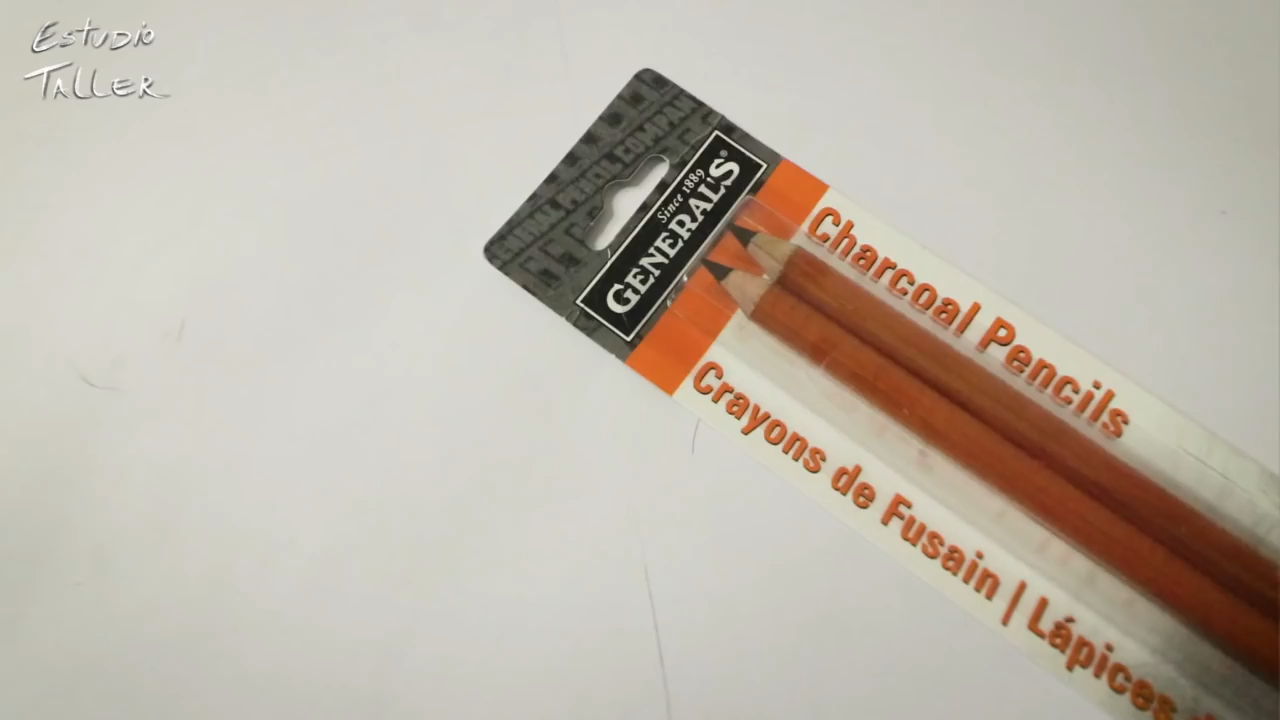 Estudio
Taller
GENERAL PENCIL COMPAN
Since 1889
GENERAL'S®
Charcoal Pencils
Crayons de Fusain | Lápices